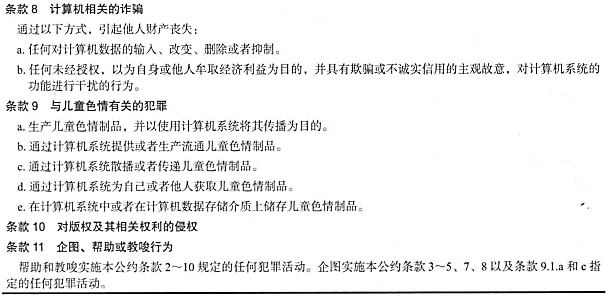 条款8 计算机相关的诈骗
通过以下方式，引起他人财产丧失：
a. 任何对计算机数据的输入、改变、删除或者抑制。
b. 任何未经授权，以为自身或他人牟取经济利益为目的，并具有欺骗或不诚实信用的主观故意，对计算机系统的
功能进行干扰的行为。
条款9 与儿童色情有关的犯罪
a. 生产儿童色情制品，并以使用计算机系统将其传播为目的。
b. 通过计算机系统提供或者生产流通儿童色情制品。
c. 通过计算机系统散播或者传递儿童色情制品。
d. 通过计算机系统为自己或者他人获取儿童色情制品。
e. 在计算机系统中或者在计算机数据存储介质上储存儿童色情制品。
条款10 对版权及其相关权利的侵权
条款11 企图、帮助或教唆行为
帮助和教唆实施本公约条款2～10规定的任何犯罪活动。企图实施本公约条款3～5、7、8以及条款9.1.a和c指
定的任何犯罪活动。